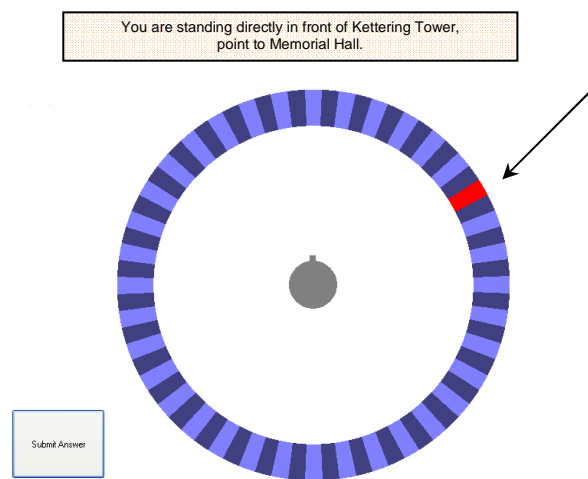 You are standing directly in front of Kettering Tower,
point to Memorial Hall.
Submit Answer